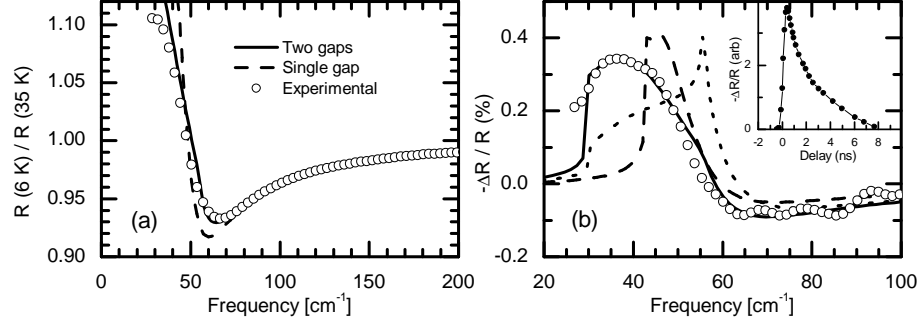 1.10
1.05
1.00
0.95
0.90
R (6 K) / R (35 K)
Two gaps
Single gap
Experimental
(a)
0 50 100 150 200
Frequency [cm-1]
0.4
0.2
0.0
-0.2
-ΔR / R (%)
(b)
20 40 60 80 100
Frequency [cm-1]
-ΔR/R (arb)
2
0
0 2 4 6 8
Delay (ns)